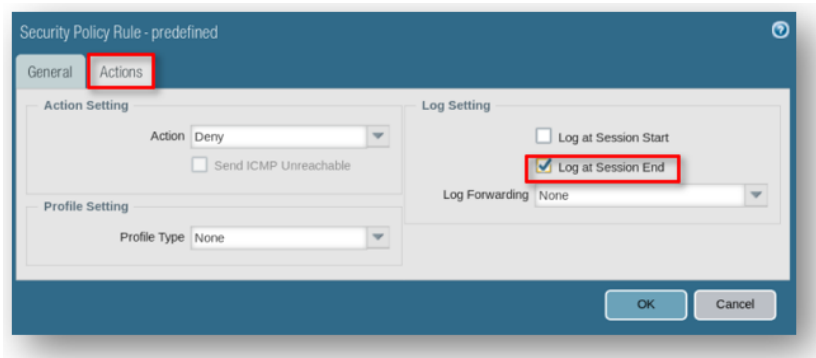 Security Policy Rule - predefined
General Actions
Action Setting
Action Deny
Send ICMP Unreachable
Profile Setting
Profile Type None
Log Setting
Log at Session Start
Log at Session End
Log Forwarding None
OK Cancel